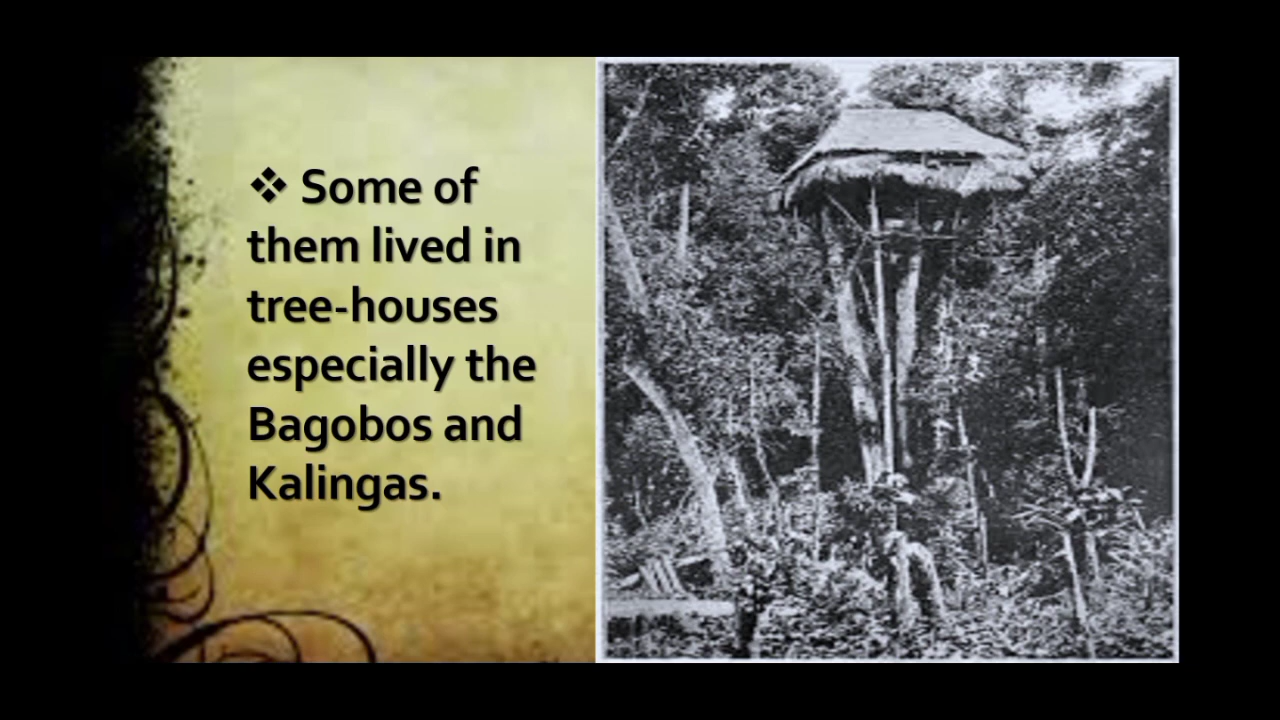 ❖ Some of
them lived in
tree-houses
especially the
Bagobos and
Kalingas.